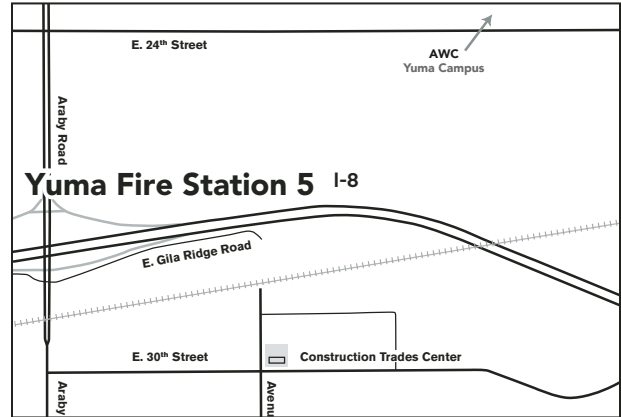 E. 24th Street
AWC
Yuma Campus
Araby Road
Yuma Fire Station 5
I-8
E. Gila Ridge Road
E. 30th Street
Construction Trades Center
Araby
Avenu